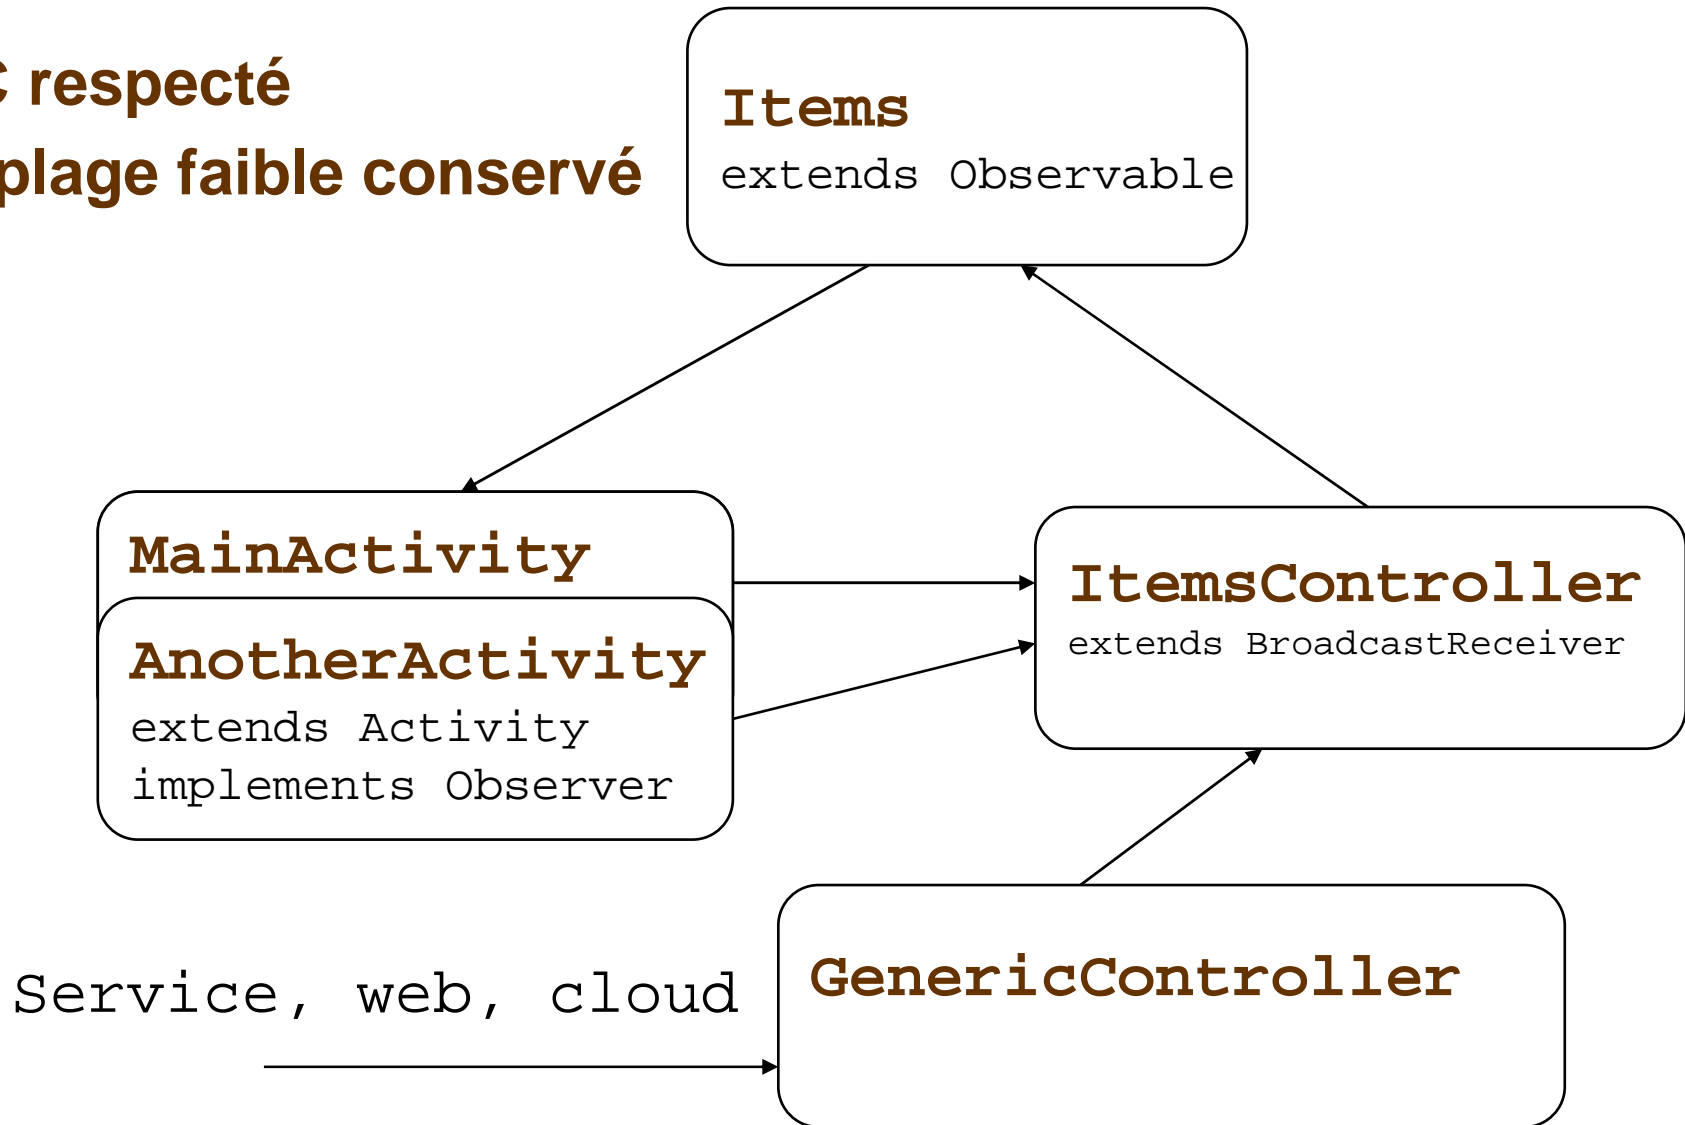 C respecté
plage faible conservé
Items
extends Observable
MainActivity
AnotherActivity
extends Activity
implements Observer
ItemsController
extends BroadcastReceiver
Service, web, cloud
GenericController